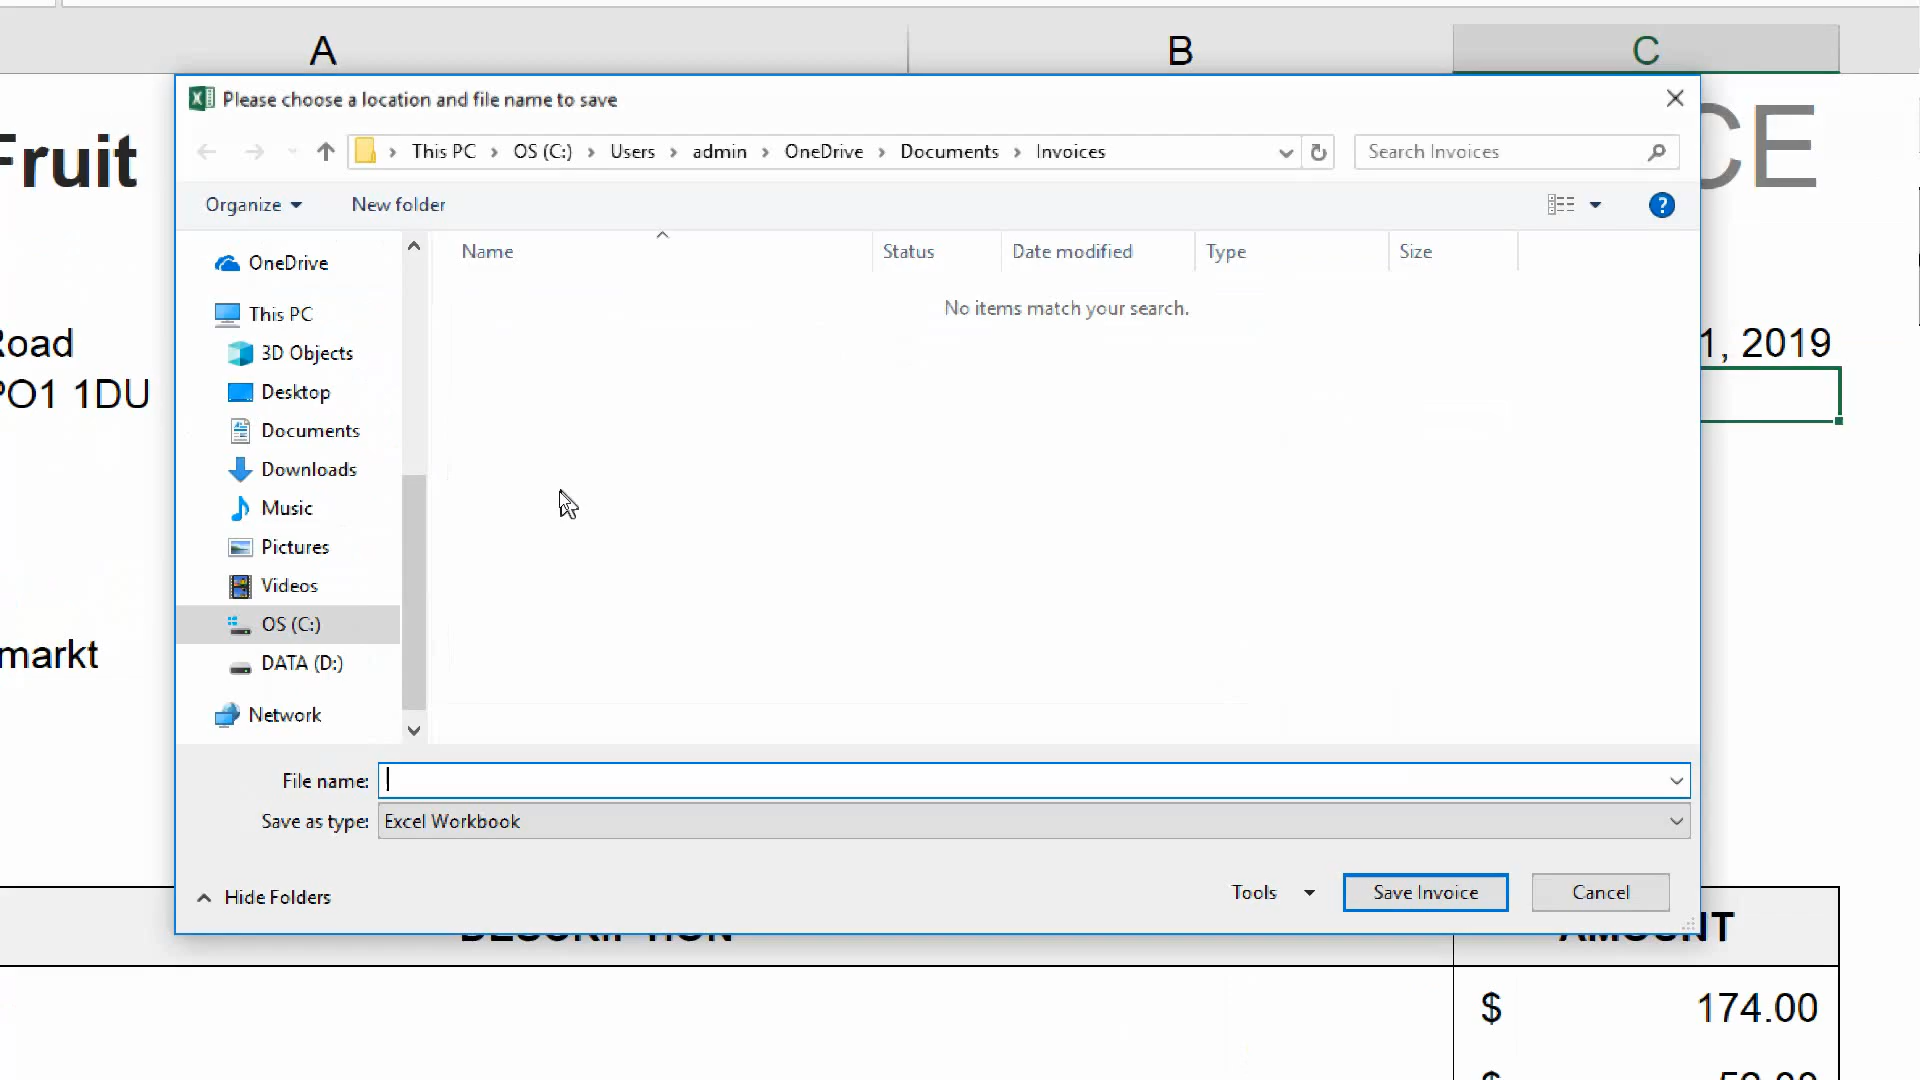 A B C
Please choose a location and file name to save
Fruit
CE
This PC OS (C:) Users admin OneDrive Documents Invoices Search Invoices
Organize New folder
Name Status Date modified Type Size
No items match your search.
OneDrive
This PC
3D Objects
Desktop
Documents
Downloads
Music
Pictures
Videos
OS (C:)
DATA (D:)
Network
Road
1, 2019
PO1 1DU
markt
File name:
Save as type: Excel Workbook
Hide Folders Tools Save Invoice Cancel
DESCRIPTION AMOUNT
$ 174.00